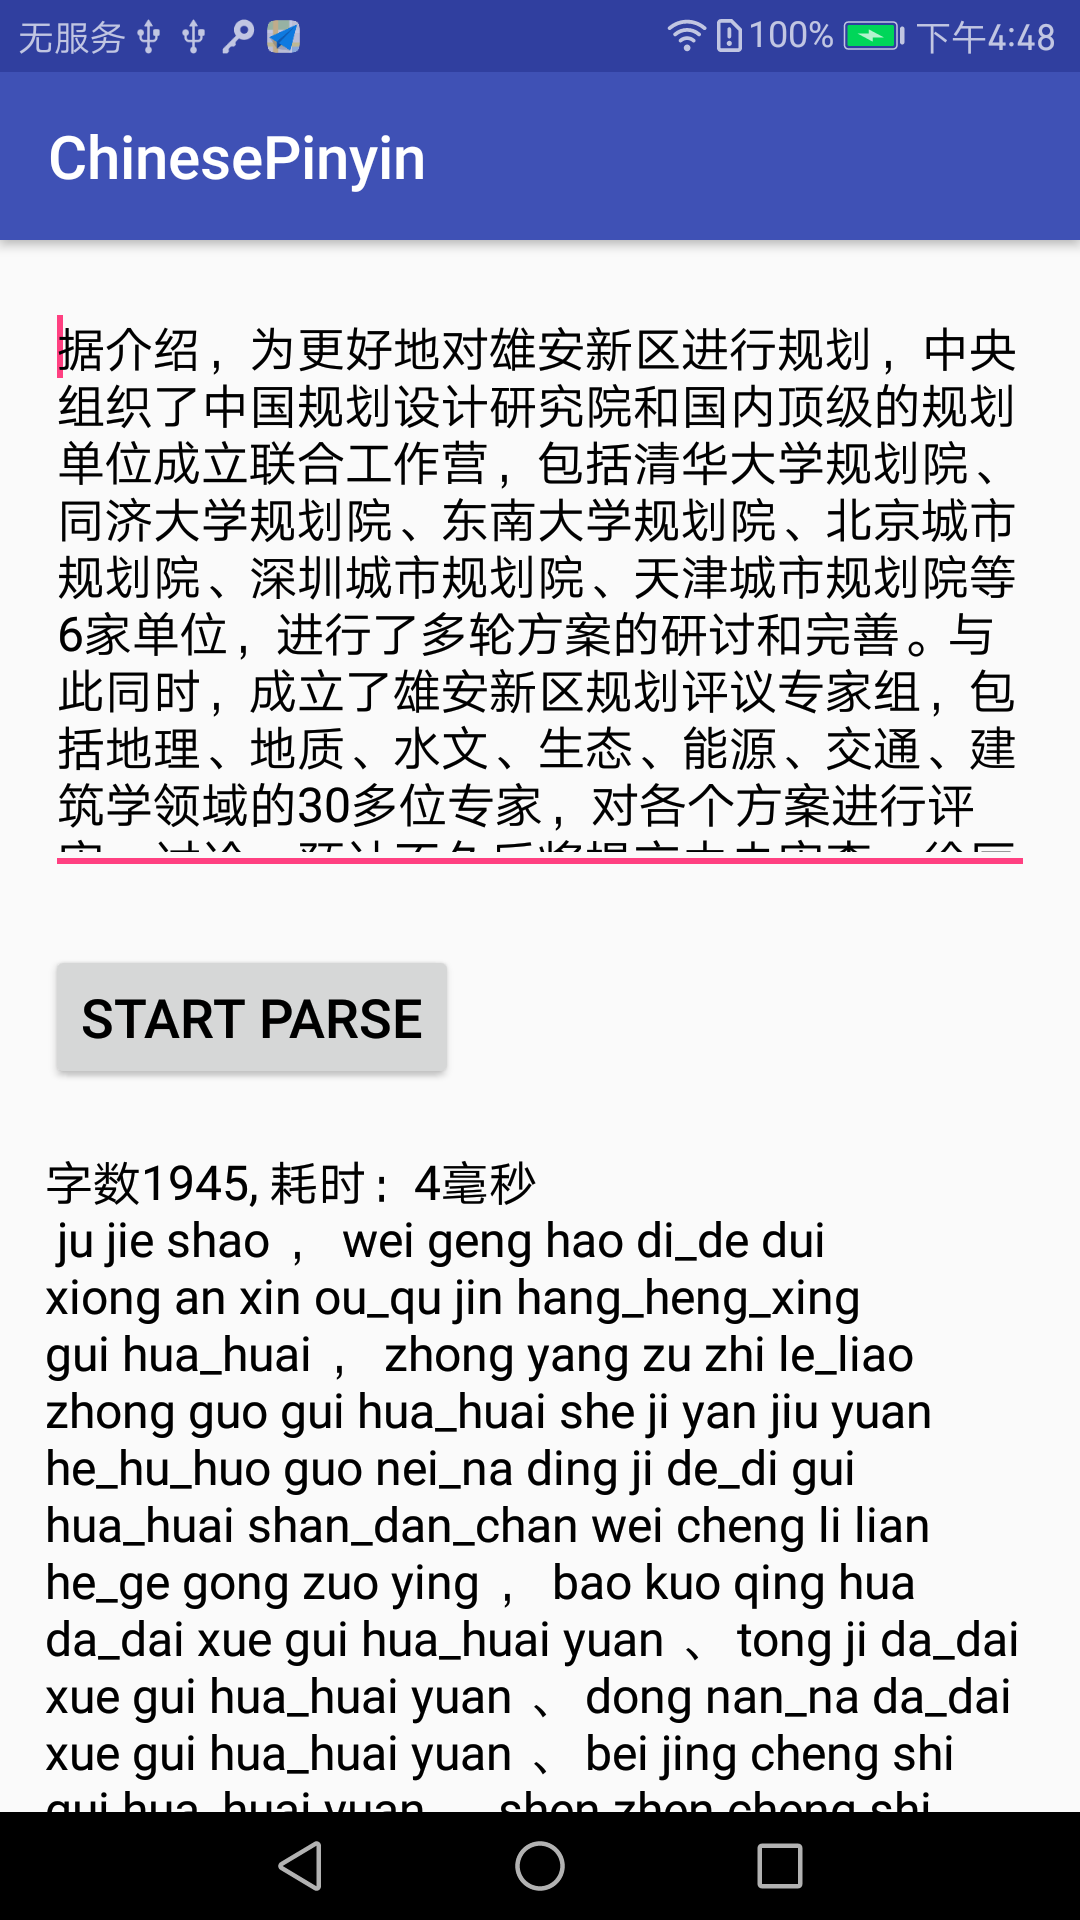 无服务 100% 下午4:48
ChinesePinyin
据介绍，为更好地对雄安新区进行规划，中央
组织了中国规划设计研究院和国内顶级的规划
单位成立联合工作营，包括清华大学规划院、
同济大学规划院、东南大学规划院、北京城市
规划院、深圳城市规划院、天津城市规划院等
6家单位，进行了多轮方案的研讨和完善。与
此同时，成立了雄安新区规划评议专家组，包
括地理、地质、水文、生态、能源、交通、建
筑学领域的30多位专家，对各个方案进行评
START PARSE
字数1945, 耗时：4毫秒
ju jie shao ， wei geng hao di_de dui
xiong an xin ou_qu jin hang_heng_xing
gui hua_huai ， zhong yang zu zhi le_liao
zhong guo gui hua_huai she ji yan jiu yuan
he_hu_huo guo nei_na ding ji de_di gui
hua_huai shan_dan_chan wei cheng li lian
he_ge gong zuo ying ， bao kuo qing hua
da_dai xue gui hua_huai yuan 、 tong ji da_dai
xue gui hua_huai yuan 、 dong nan_na da_dai
xue gui hua_huai yuan 、 bei jing cheng shi
gui hua_huai yuan 、 shen zhen cheng shi